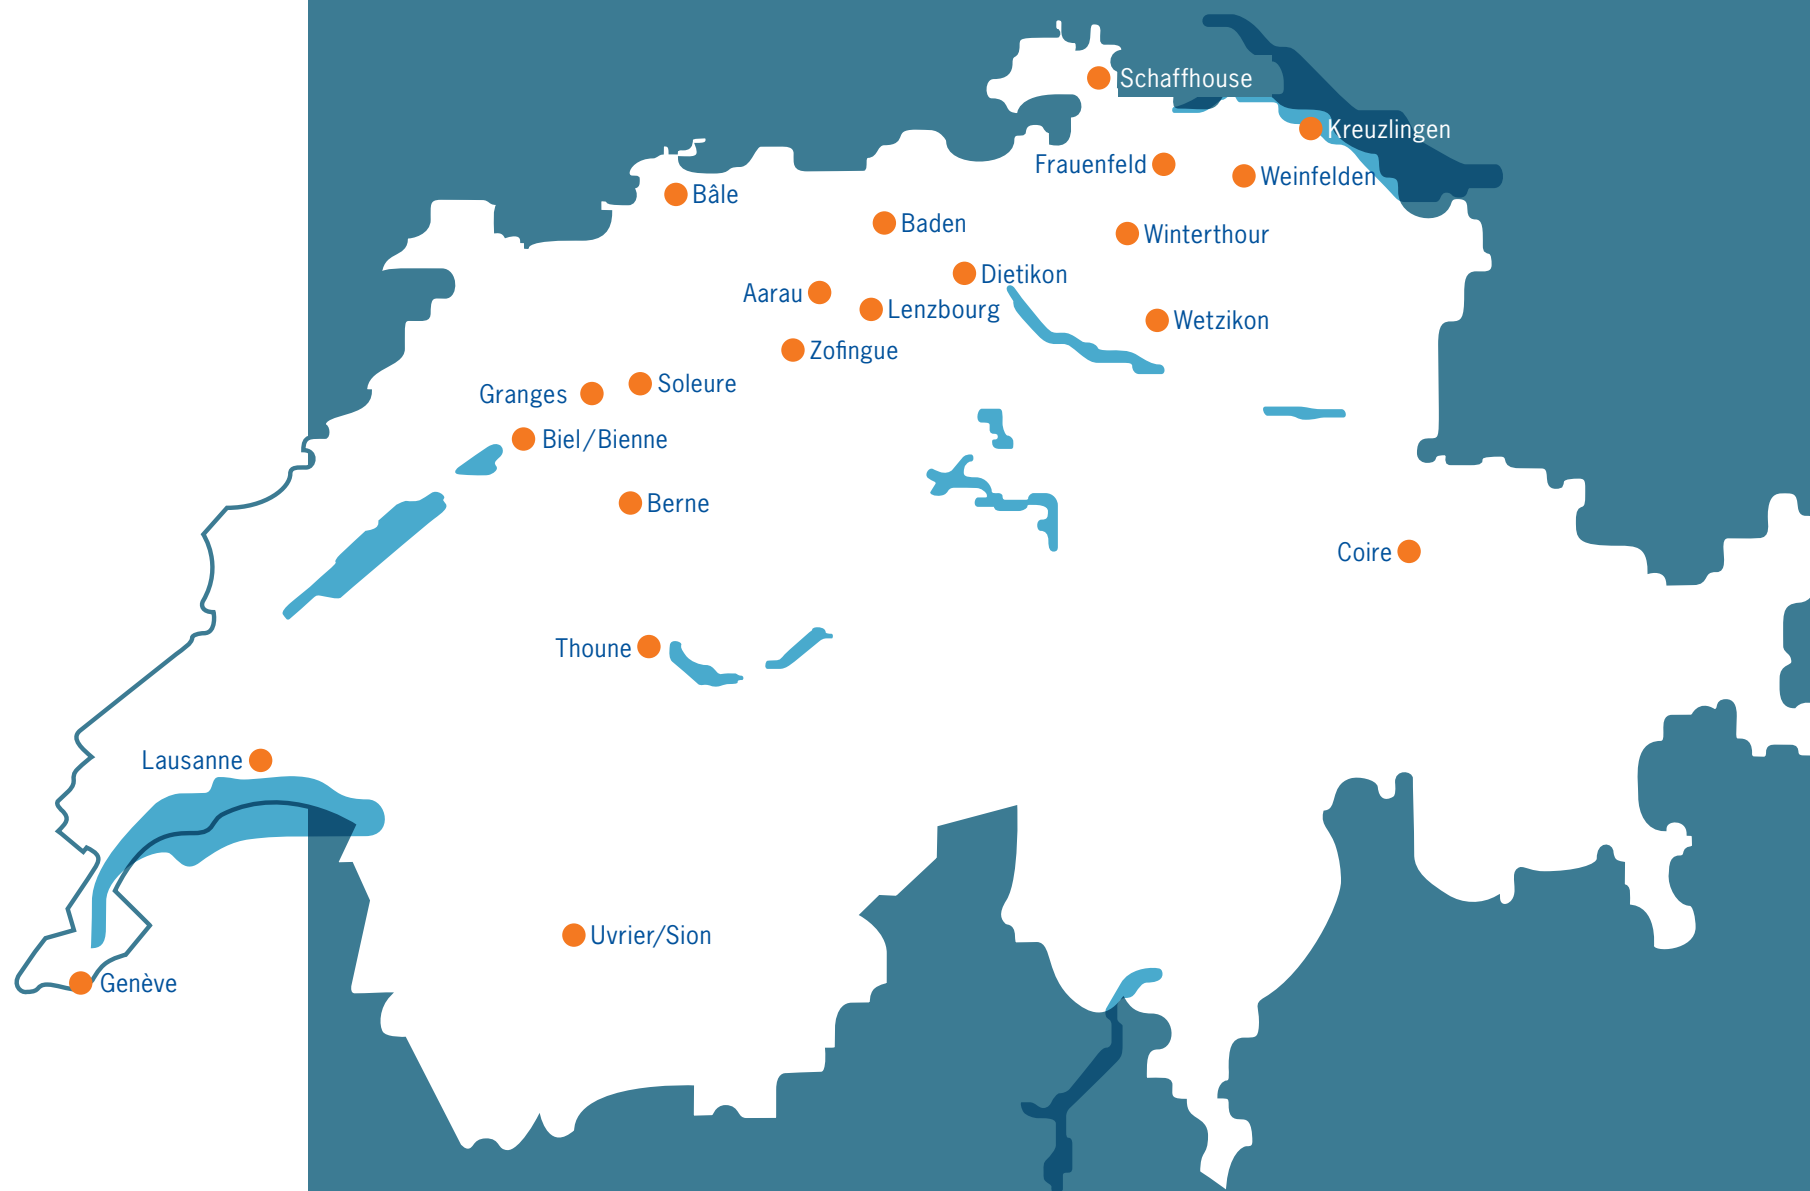 Schaffhouse
Kreuzlingen
Frauenfeld
Weinfelden
Bâle
Baden
Winterthour
Dietikon
Aarau
Lenzbourg
Wetzikon
Zofingue
Soleure
Granges
Biel/Bienne
Berne
Coire
Thoune
Lausanne
Uvrier/Sion
Genève